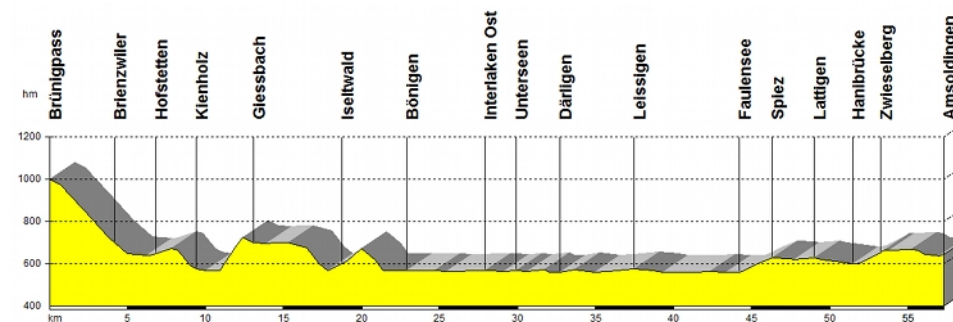 Brünigpass
Brienzwiler
Hofstetten
Kienholz
Giessbach
Iseltwald
Bönigen
Interlaken Ost
Unterseen
Därligen
Leissigen
Faulensee
Spiez
Lattigen
Hanibrücke
Zwieselberg
Amsoldingen
hm
1200
1000
800
600
400
km 5 10 15 20 25 30 35 40 45 50 55